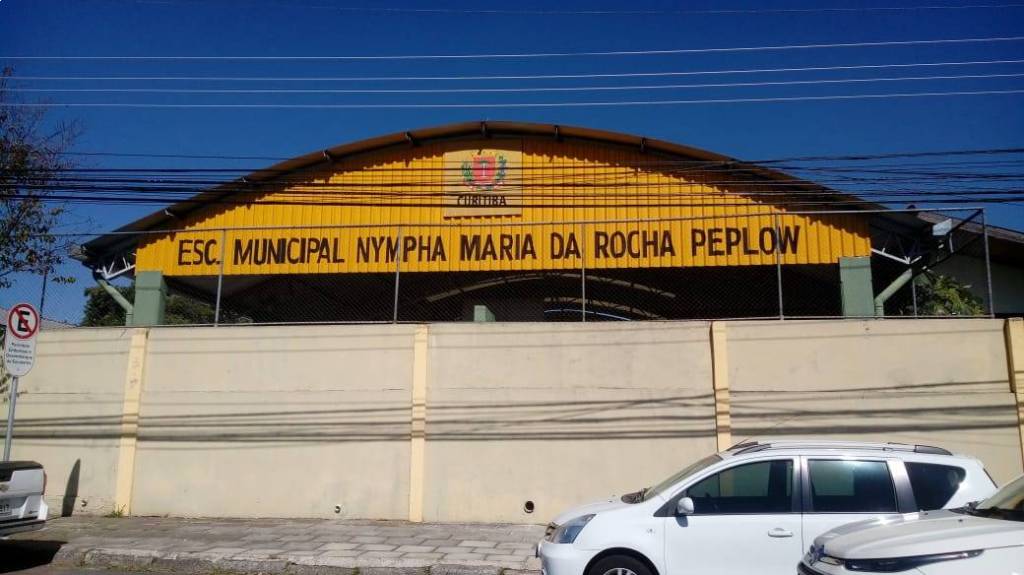 CURITIBA
ESC. MUNICIPAL NYMPHA MARIA DA ROCHA PEPLOW
E